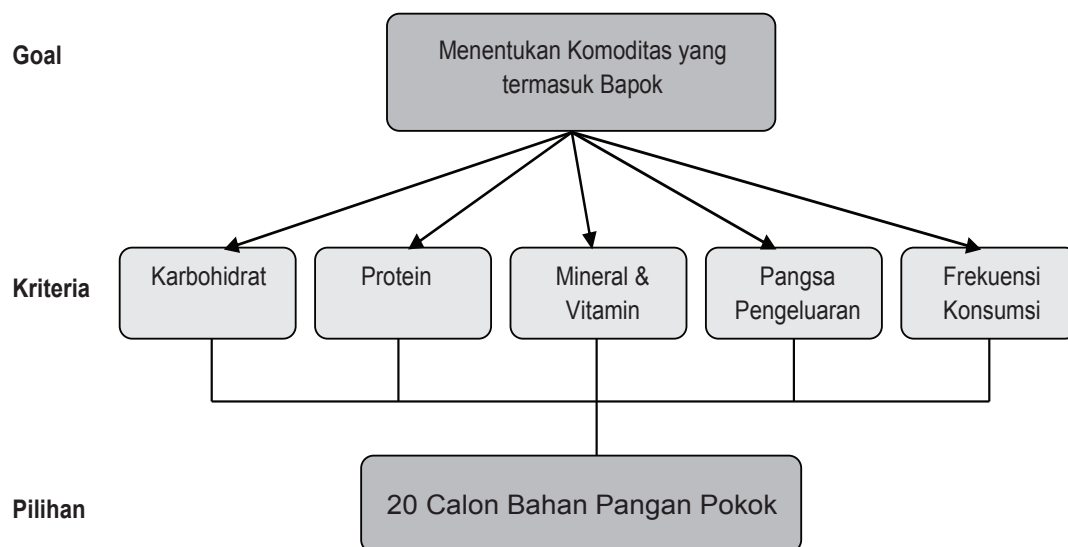 Goal
Menentukan Komoditas yang
termasuk Bapok
Kriteria
Karbohidrat
Protein
Mineral &
Vitamin
Pangsa
Pengeluaran
Frekuensi
Konsumsi
Pilihan
20 Calon Bahan Pangan Pokok